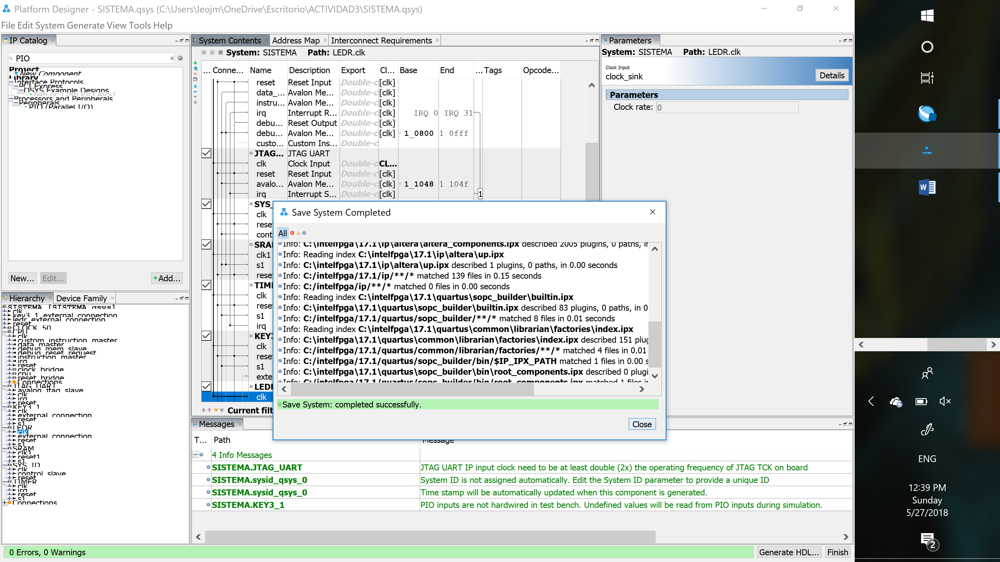 Platform Designer - SISTEMA.qsys (C:\Users\leojm\OneDrive\Escritorio\ACTIVIDAD3\SISTEMA.qsys)
File Edit System Generate View Tools Help
IP Catalog
PIO
Project
New Component
Library
Interface Protocols
PCI Express
QSYS Example Designs
64b or 128b PIO AVST
Processors and Peripherals
Peripherals
PIO (Parallel I/O)
New... Edit... Add...
Hierarchy Device Family
SISTEMA [SISTEMA.qsys]
clk
key3_1_external_connection
ledr_external_connection
reset
CLOCK_50
CPU
clk
custom_instruction_master
data_master
debug_mem_slave
debug_reset_request
instruction_master
irq
reset
clock_bridge
cpu
reset_bridge
Connections
JTAG_UART
avalon_jtag_slave
clk
irq
reset
KEY3_1
clk
external_connection
reset
s1
LEDR
clk
external_connection
reset
s1
SRAM
clk1
reset1
s1
SYS_ID
clk
control_slave
reset
TIMER
clk
irq
reset
s1
Connections
System Contents Address Map Interconnect Requirements
System: SISTEMA Path: LEDR.clk
... Conne... Name Description Export Cl... Base End ... Tags Opcode...
reset Reset Input Double-c [clk]
data_... Avalon Me... Double-c [clk]
instru... Avalon Me... Double-c [clk]
irq Interrupt R... Double-c [clk] IRQ 0 IRQ 31
debu... Reset Output Double-c [clk]
debu... Avalon Me... Double-c [clk] 1_0800 1 0fff
custo... Custom Ins... Double-c
JTAG... JTAG UART
clk Clock Input Double-c CL...
reset Reset Input Double-c [clk]
avalo... Avalon Me... Double-c [clk] 1_1048 1 104f
irq Interrupt S... Double-c [clk] 1
SYS_
clk
rese
cont
SRA
clk1
s1
rese
TIM
clk
rese
s1
irq
KEY3
clk
rese
s1
exte
LED
clk
Current filt
Parameters
System: SISTEMA Path: LEDR.clk
Clock Input
clock_sink
Details
Parameters
Clock rate: 0
Save System Completed
All
Info: C:\intelfpga\17.1\ip\altera\altera_components.ipx described 2005 plugins, 0 paths, ir
Info: Reading index C:\intelfpga\17.1\ip\altera\up.ipx
Info: C:\intelfpga\17.1\ip\altera\up.ipx described 1 plugins, 0 paths, in 0.00 seconds
Info: C:/intelfpga/17.1/ip/**/* matched 139 files in 0.15 seconds
Info: C:/intelfpga/ip/**/* matched 0 files in 0.00 seconds
Info: Reading index C:\intelfpga\17.1\quartus\sopc_builder\builtin.ipx
Info: C:\intelfpga\17.1\quartus\sopc_builder\builtin.ipx described 83 plugins, 0 paths, in 0
Info: C:/intelfpga/17.1/quartus/sopc_builder/**/* matched 8 files in 0.01 seconds
Info: Reading index C:\intelfpga\17.1\quartus\common\librarian\factories\index.ipx
Info: C:\intelfpga\17.1\quartus\common\librarian\factories\index.ipx described 151 plug
Info: C:/intelfpga/17.1/quartus/common/librarian/factories/**/* matched 4 files in 0.01
Info: C:/intelfpga/17.1/quartus/sopc_builder/bin/$IP_IPX_PATH matched 1 files in 0.00 s
Info: C:\intelfpga\17.1\quartus\sopc_builder\bin\root_components.ipx described 0 plugi
Info: C:/intelfpga/17.1/quartus/sopc_builder/bin/root_components.ipx matched 1 files in
Save System: completed successfully.
Close
Messages
T... Path Message
4 Info Messages
SISTEMA.JTAG_UART JTAG UART IP input clock need to be at least double (2x) the operating frequency of JTAG TCK on board
SISTEMA.sysid_qsys_0 System ID is not assigned automatically. Edit the System ID parameter to provide a unique ID
SISTEMA.sysid_qsys_0 Time stamp will be automatically updated when this component is generated.
SISTEMA.KEY3_1 PIO inputs are not hardwired in test bench. Undefined values will be read from PIO inputs during simulation.
0 Errors, 0 Warnings
Generate HDL... Finish
W
ENG
12:39 PM
Sunday
5/27/2018
2